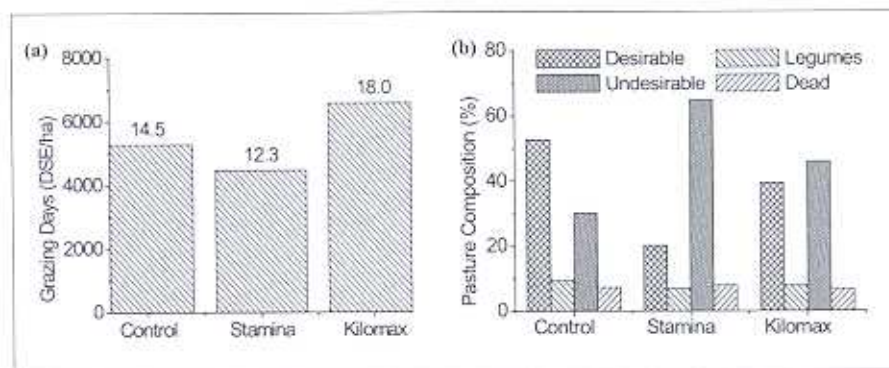 (a)
8000
6000
4000
2000
0
Grazing Days (DSE/ha)
14.5
12.3
18.0
Control Stamina Kilomax
(b)
80
60
40
20
0
Pasture Composition (%)
Desirable Legumes
Undesirable Dead
Control Stamina Kilomax